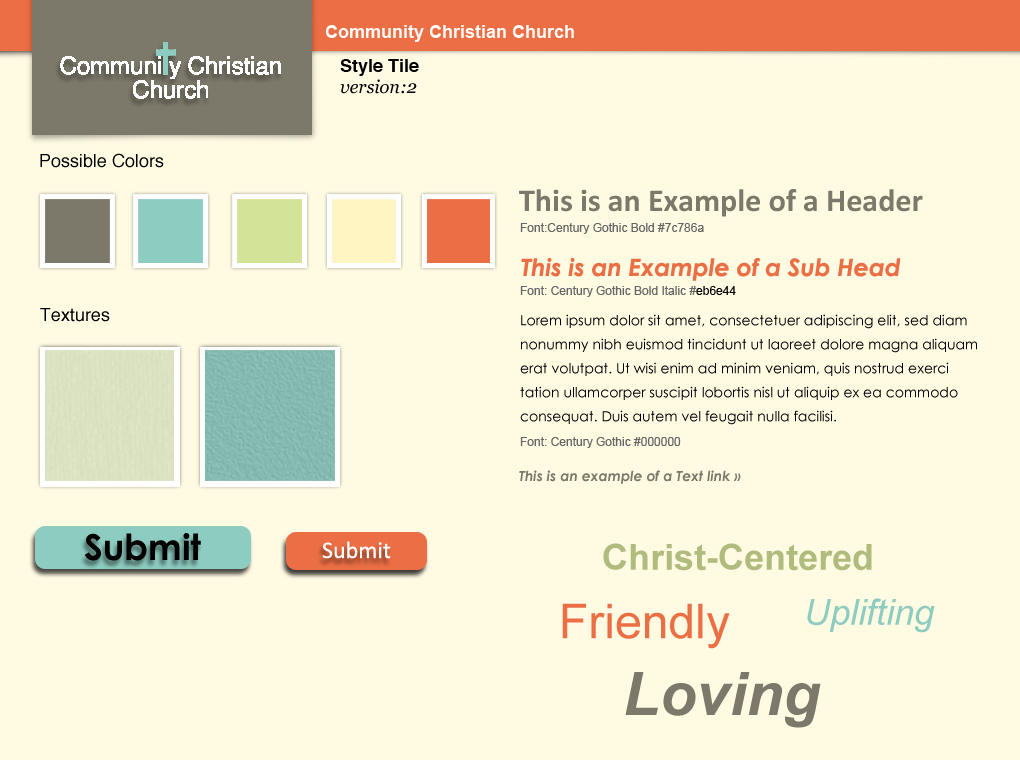 Community Christian Church
Community Christian
Church
Style Tile
version:2
Possible Colors
Textures
Submit
Submit
This is an Example of a Header
Font:Century Gothic Bold #7c786a
This is an Example of a Sub Head
Font: Century Gothic Bold Italic #eb6e44
Lorem ipsum dolor sit amet, consectetuer adipiscing elit, sed diam
nonummy nibh euismod tincidunt ut laoreet dolore magna aliquam
erat volutpat. Ut wisi enim ad minim veniam, quis nostrud exerci
tation ullamcorper suscipit lobortis nisl ut aliquip ex ea commodo
consequat. Duis autem vel feugait nulla facilisi.
Font: Century Gothic #000000
This is an example of a Text link »
Christ-Centered
Friendly
Uplifting
Loving